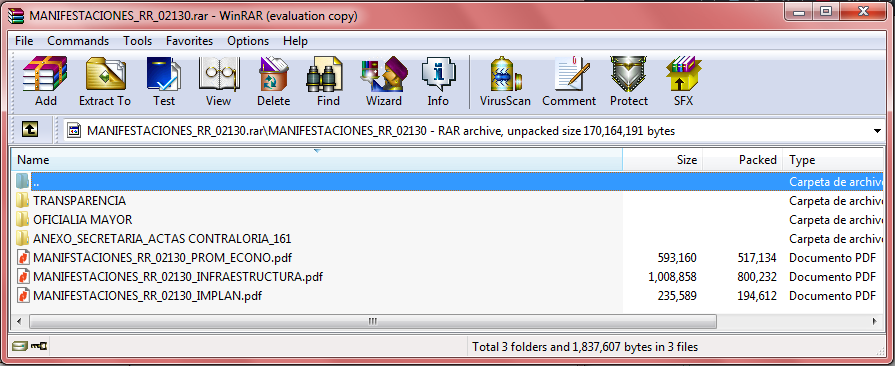 MANIFESTACIONES_RR_02130.rar - WinRAR (evaluation copy)
File Commands Tools Favorites Options Help
Add Extract To Test View Delete Find Wizard Info VirusScan Comment Protect SFX
MANIFESTACIONES_RR_02130.rar\MANIFESTACIONES_RR_02130 - RAR archive, unpacked size 170,164,191 bytes
Name Size Packed Type
.. Carpeta de archivo
TRANSPARENCIA Carpeta de archivo
OFICIALIA MAYOR Carpeta de archivo
ANEXO_SECRETARIA_ACTAS CONTRALORIA_161 Carpeta de archivo
MANIFSTACIONES_RR_02130_PROM_ECONO.pdf 593,160 517,134 Documento PDF
MANIFESTACIONES_RR_02130_INFRAESTRUCTURA.pdf 1,008,858 800,232 Documento PDF
MANIFESTACIONES_RR_02130_IMPLAN.pdf 235,589 194,612 Documento PDF
Total 3 folders and 1,837,607 bytes in 3 files